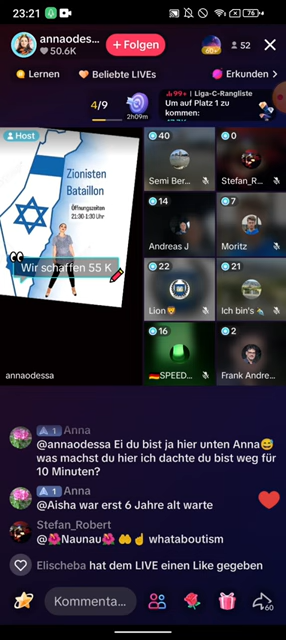 23:21
76
annaodes...
50.6K
+ Folgen
60+
52
Lernen
Beliebte LIVEs
Erkunden
4/9
2h09m
99+ | Liga-C-Rangliste
Um auf Platz 1 zu
kommen:
Host
Zionisten
Bataillon
Öffnungszeiten
21:00-1:00 Uhr
Wir schaffen 55 K
annaodessa
40
Semi Ber...
0
Stefan_R...
14
Andreas J
7
Moritz
22
Lion🦁
21
Ich bin's
16
🇩🇪SPEED...
2
Frank Andre...
1 Anna
@annaodessa Ei du bist ja hier unten Anna😅
was machst du hier ich dachte du bist weg für
10 Minuten?
1 Anna
@Aisha war erst 6 Jahre alt warte
Stefan_Robert
@🌺Naunau🌺 🤲☝ whataboutism
Elischeba hat dem LIVE einen Like gegeben
Kommenta...
60